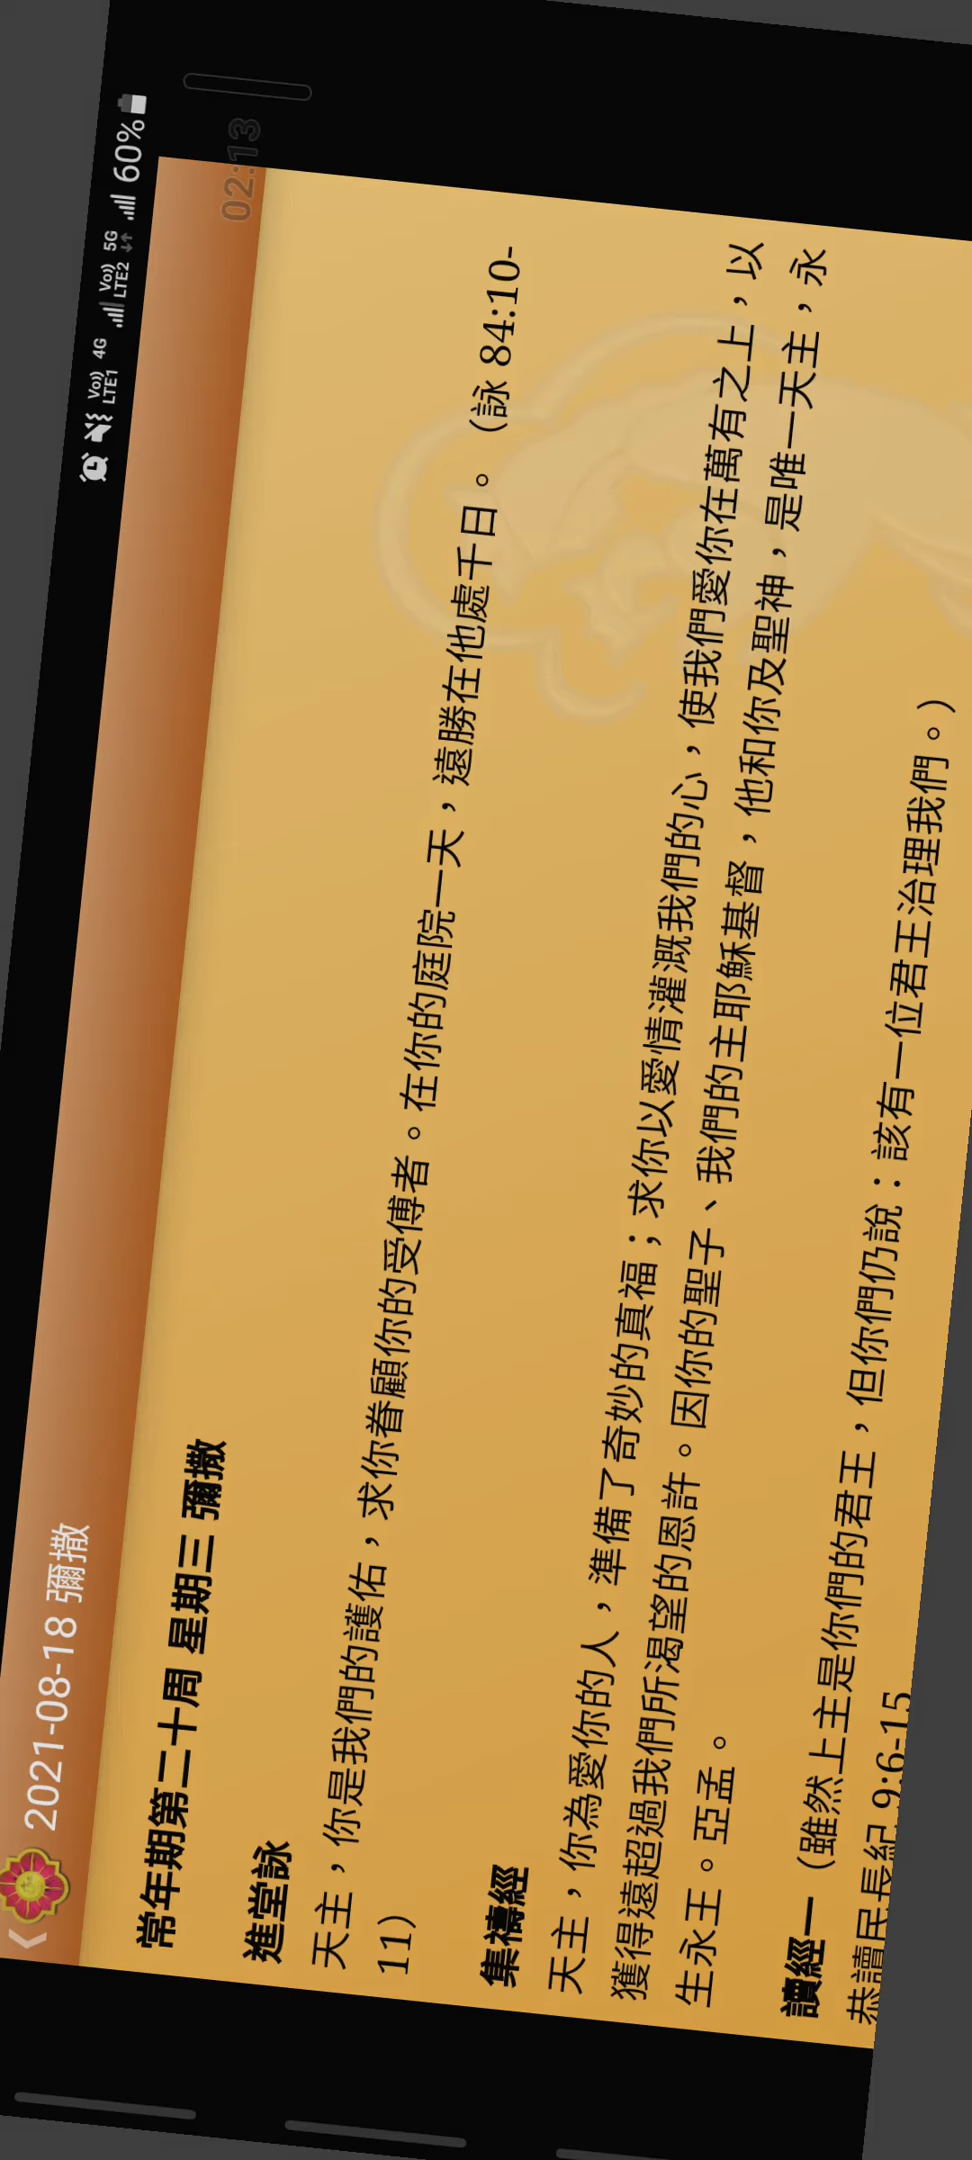 Vo)) 4G LTE1 Vo)) 5G LTE2 60%
02:13
2021-08-18 彌撒
常年期第二十周 星期三 彌撒
進堂詠
天主，你是我們的護佑，求你眷顧你的受傅者。在你的庭院一天，遠勝在他處千日。（詠 84:10-
11）
集禱經
天主，你為愛你的人，準備了奇妙的真福；求你以愛情灌溉我們的心，使我們愛你在萬有之上，以
獲得遠超過我們所渴望的恩許。因你的聖子、我們的主耶穌基督，他和你及聖神，是唯一天主，永
生永王。亞孟。
讀經一 （雖然上主是你們的君王，但你們仍說：該有一位君王治理我們。）
恭讀民長紀 9:6-15